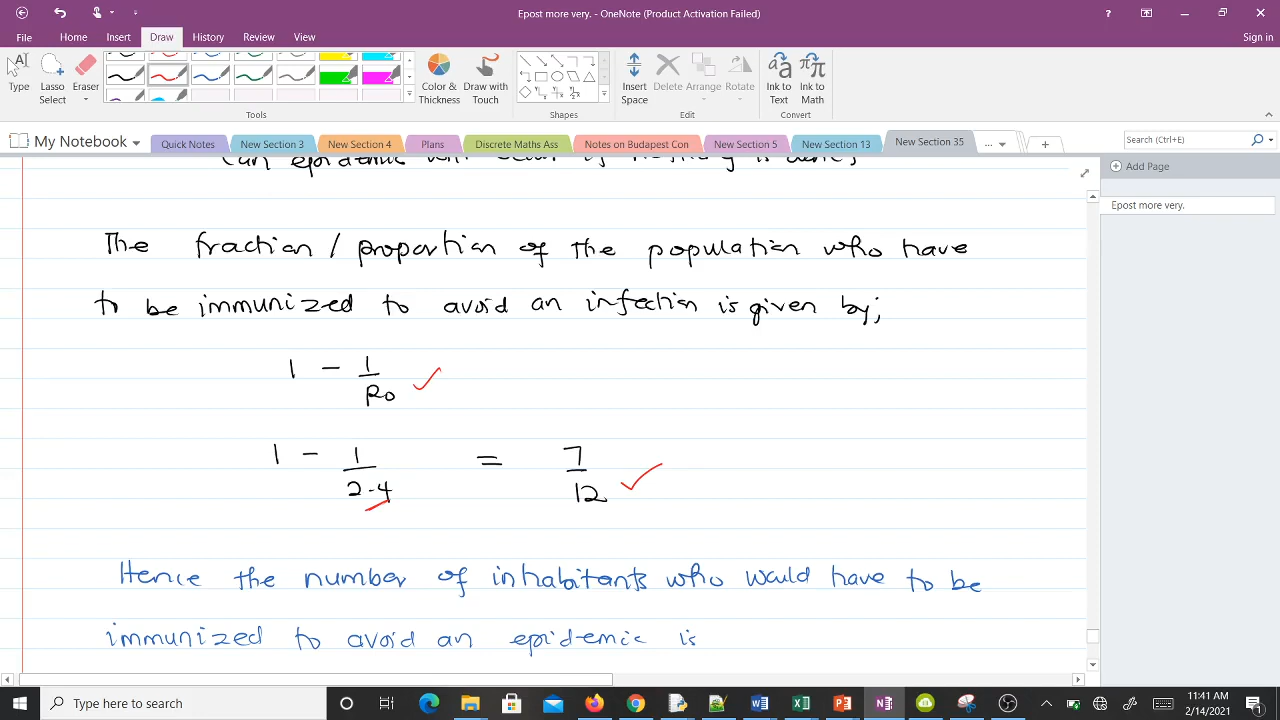 Epost more very. - OneNote (Product Activation Failed)
Sign in
File Home Insert Draw History Review View
Type
Lasso Select
Eraser
Color & Thickness
Draw with Touch
Insert Space
Delete
Arrange
Rotate
Ink to Text
Ink to Math
Tools
Shapes
Edit
Convert
My Notebook
Quick Notes
New Section 3
New Section 4
Plans
Discrete Maths Ass
Notes to Budapest Con
New Section 5
New Section 13
New Section 35
...
Search (Ctrl+E)
Add Page
Epost more very.
The fraction / proportion of the population who have
to be immunized to avoid an infection is given by;
1 - 1/R0
1 - 1/2.4 = 7/12
Hence the number of inhabitants who would have to be
immunized to avoid an epidemic is
Type here to search
11:41 AM
2/14/2021